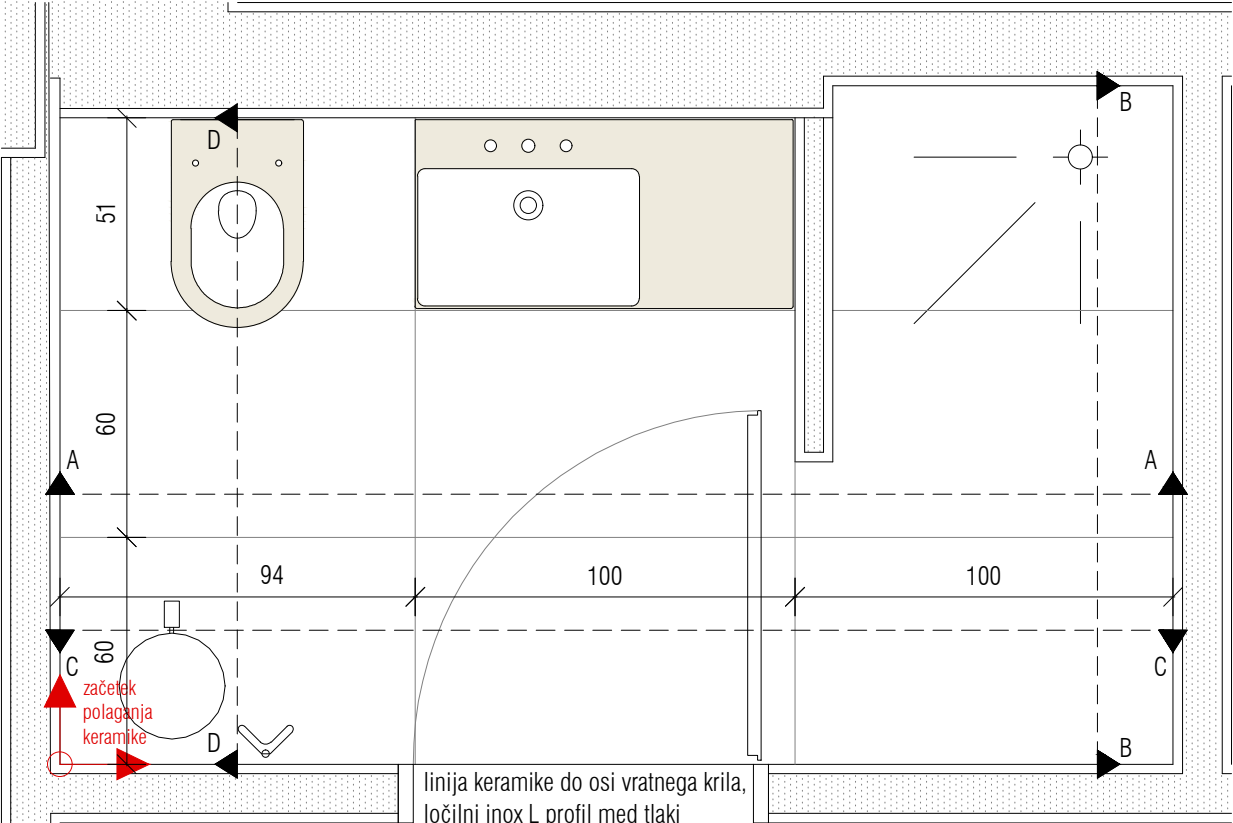 B
D
51
60
A
A
94
100
100
60
C
C
začetek
polaganja
keramike
D
B
linija keramike do osi vratnega krila,
ločilni inox L profil med tlaki